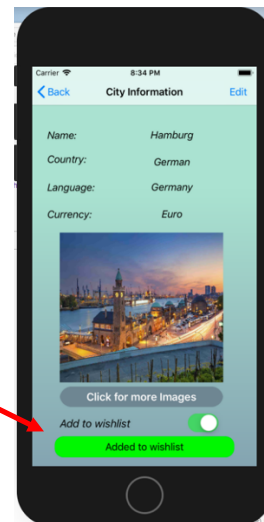 Carrier 8:34 PM
Back City Information Edit
Name: Hamburg
Country: German
Language: Germany
Currency: Euro
Click for more Images
Add to wishlist
Added to wishlist